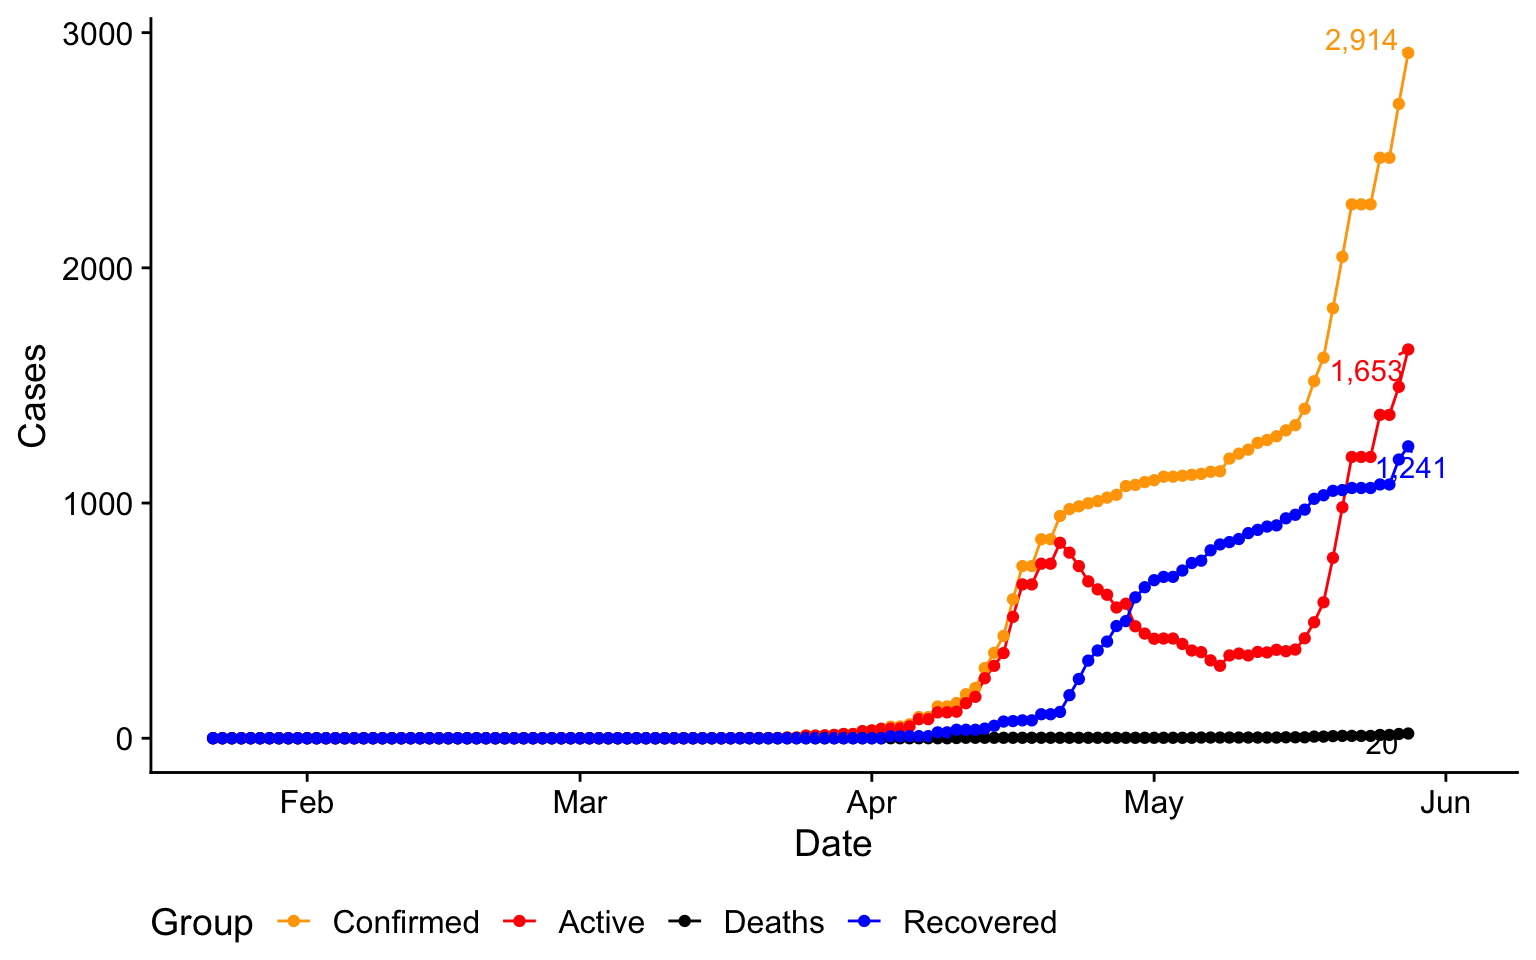 3000
2,914
2000
1,653
1,241
1000
0
20
Cases
Feb Mar Apr May Jun
Date
Group Confirmed Active Deaths Recovered